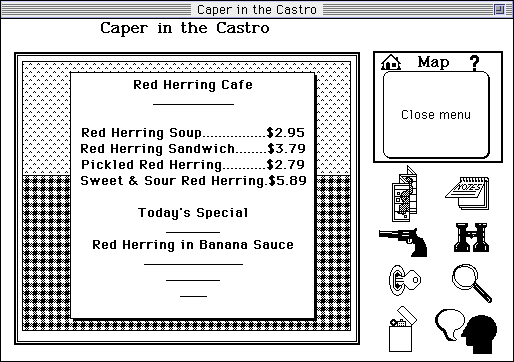 Caper in the Castro
Caper in the Castro
Red Herring Cafe
Red Herring Soup...............$2.95
Red Herring Sandwich........$3.79
Pickled Red Herring...........$2.79
Sweet & Sour Red Herring.$5.89
Today's Special
Red Herring in Banana Sauce
Map ?
Close menu
NOTES